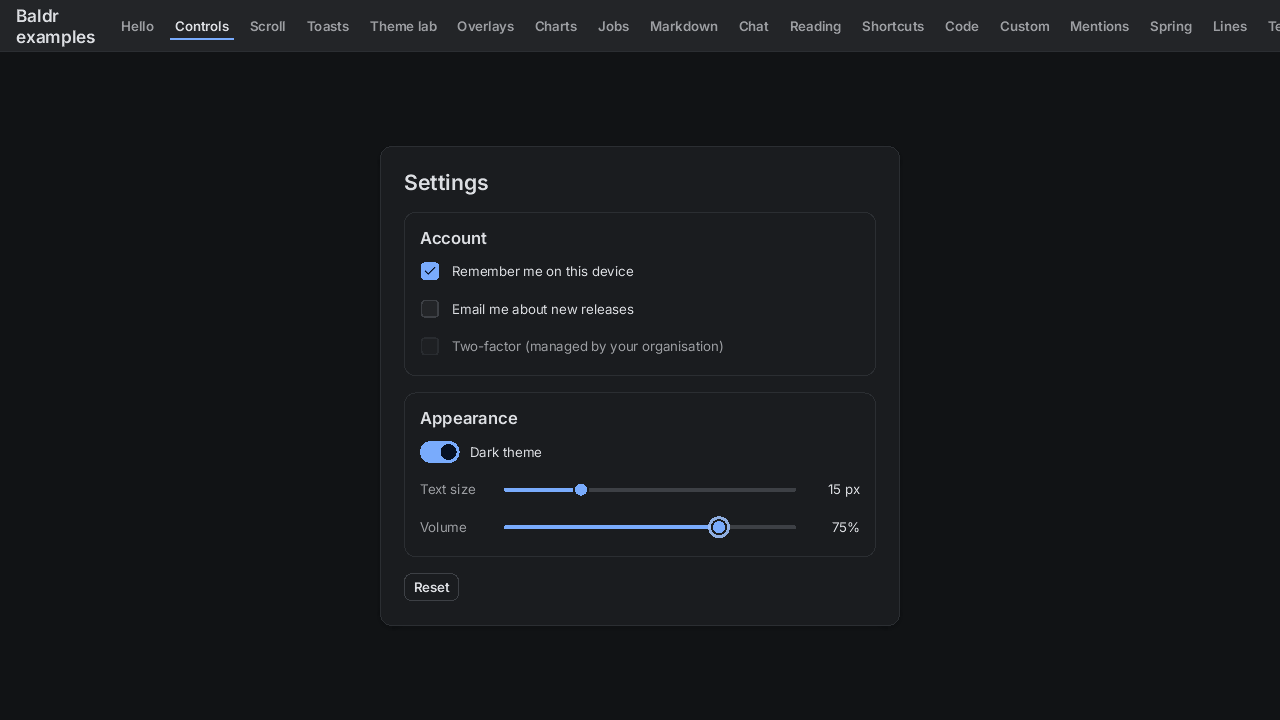 Baldr
examples
Hello Controls Scroll Toasts Theme lab Overlays Charts Jobs Markdown Chat Reading Shortcuts Code Custom Mentions Spring Lines
Settings
Account
Remember me on this device
Email me about new releases
Two-factor (managed by your organisation)
Appearance
Dark theme
Text size 15 px
Volume 75%
Reset